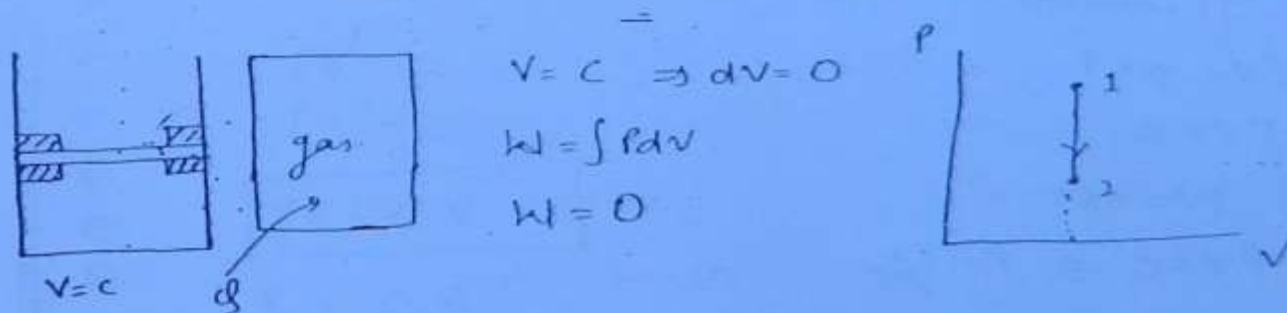 gas
V = C ⇒ dV = 0
W = ∫ Pdv
W = 0
V = C
P
1
2
V